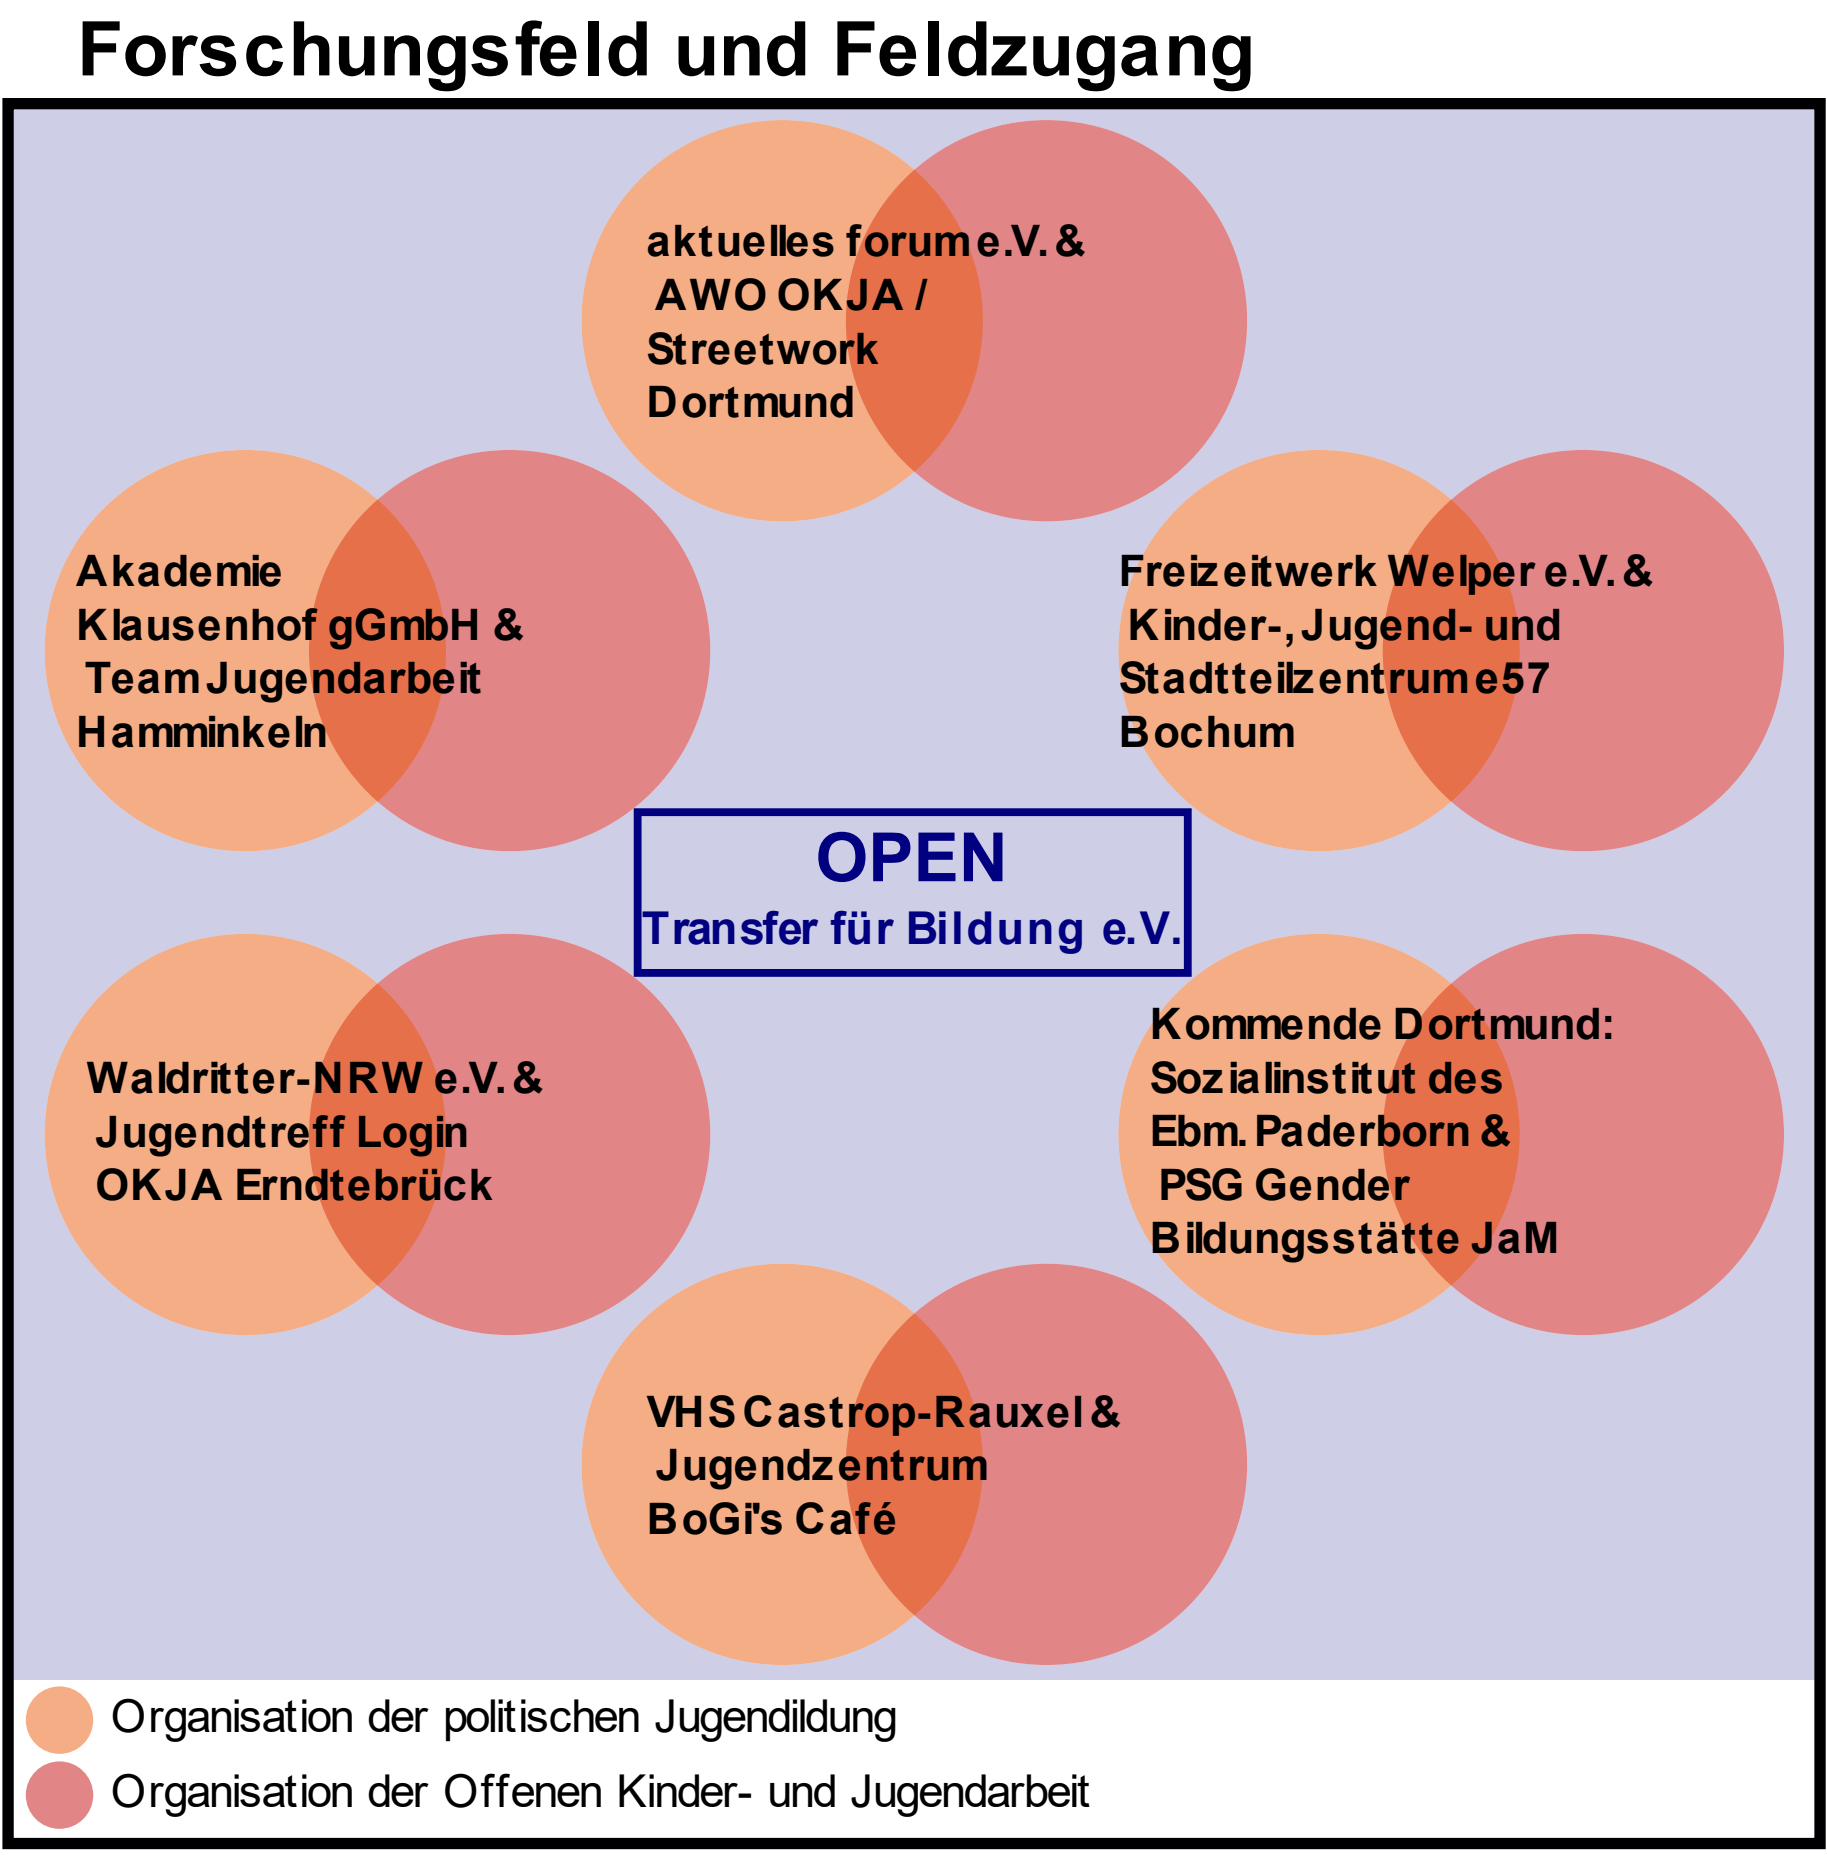 Forschungsfeld und Feldzugang
aktuelles forum e.V. &
AWO OKJA /
Streetwork
Dortmund
Akademie
Klausenhof gGmbH &
Team Jugendarbeit
Hamminkeln
Freizeitwerk Welper e.V. &
Kinder-, Jugend- und
Stadtteilzentrum e57
Bochum
OPEN
Transfer für Bildung e.V.
Waldritter-NRW e.V. &
Jugendtreff Login
OKJA Erndtebrück
Kommende Dortmund:
Sozialinstitut des
Ebm. Paderborn &
PSG Gender
Bildungsstätte JaM
VHS Castrop-Rauxel &
Jugendzentrum
BoGi's Café
Organisation der politischen Jugendildung
Organisation der Offenen Kinder- und Jugendarbeit